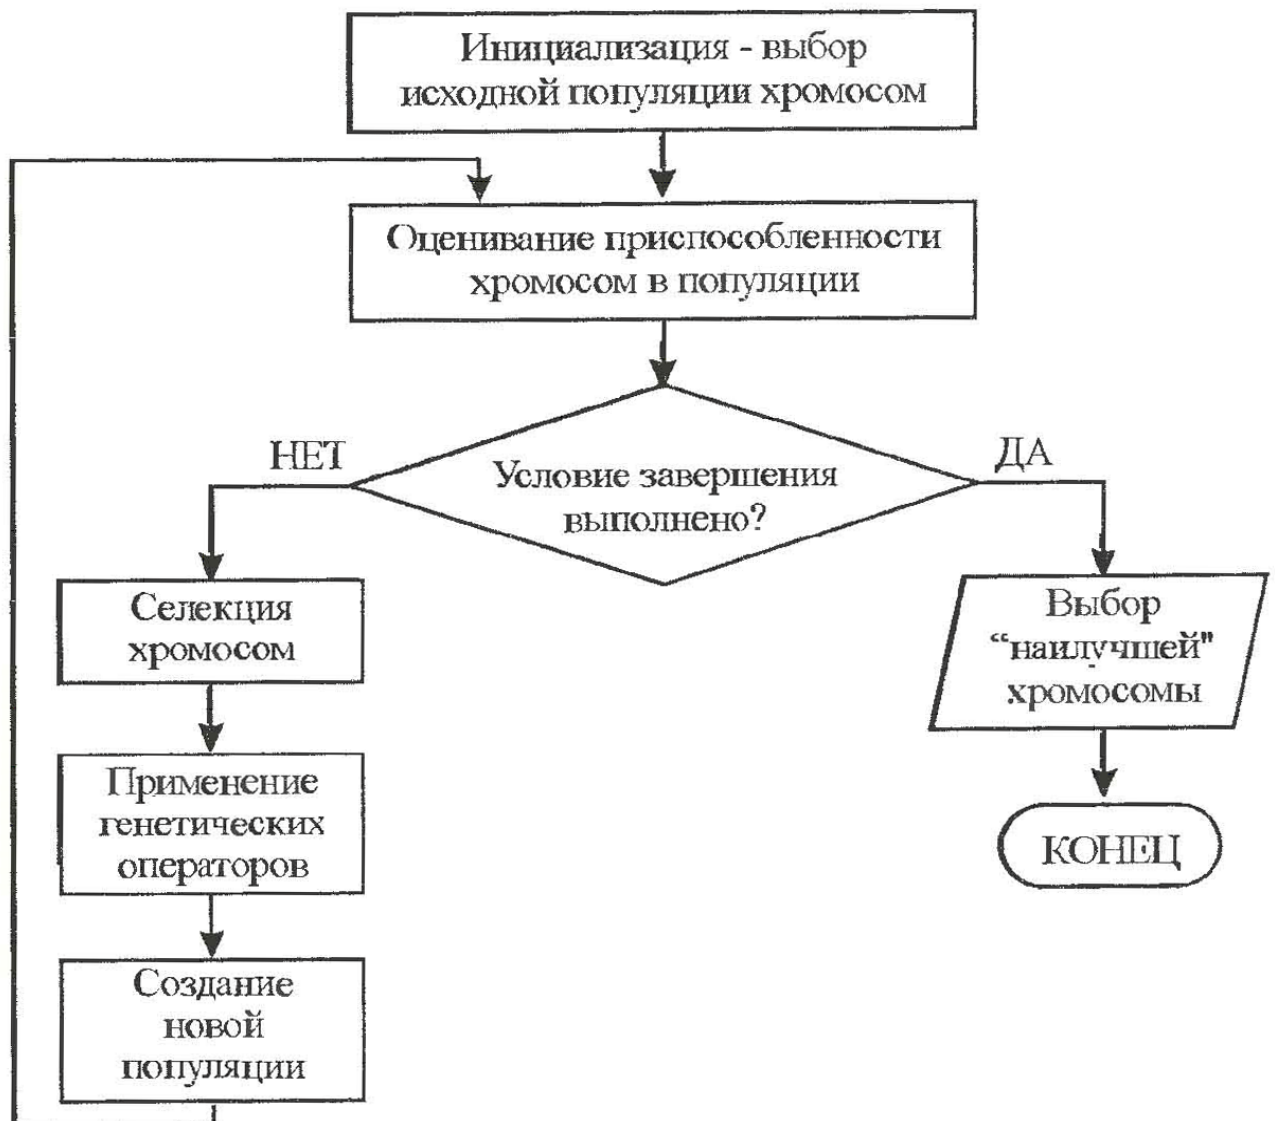 Инициализация - выбор
исходной популяции хромосом
Оценивание приспособленности
хромосом в популяции
НЕТ
ДА
Условие завершения
выполнено?
Селекция
хромосом
Выбор
“наилучшей"
хромосомы
Применение
генетических
операторов
КОНЕЦ
Создание
новой
популяции